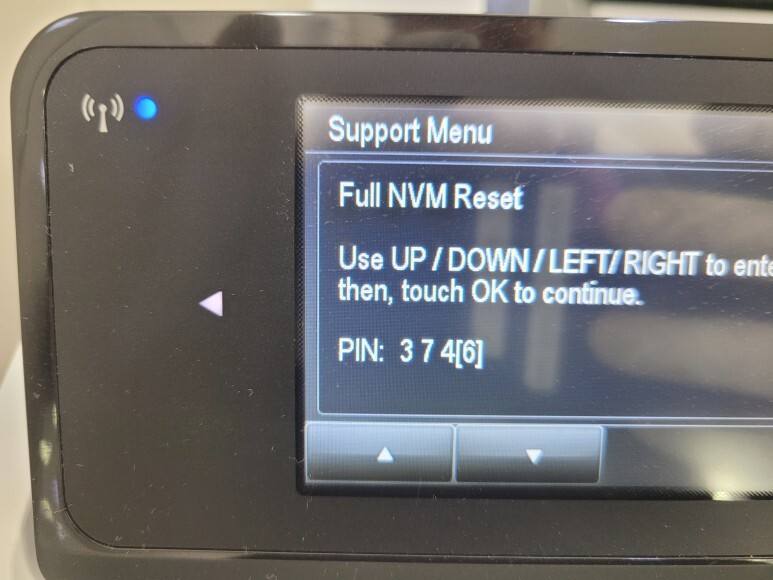 Support Menu
Full NVM Reset
Use UP / DOWN / LEFT/ RIGHT to
then, touch OK to continue.
PIN: 3 7 4[6]